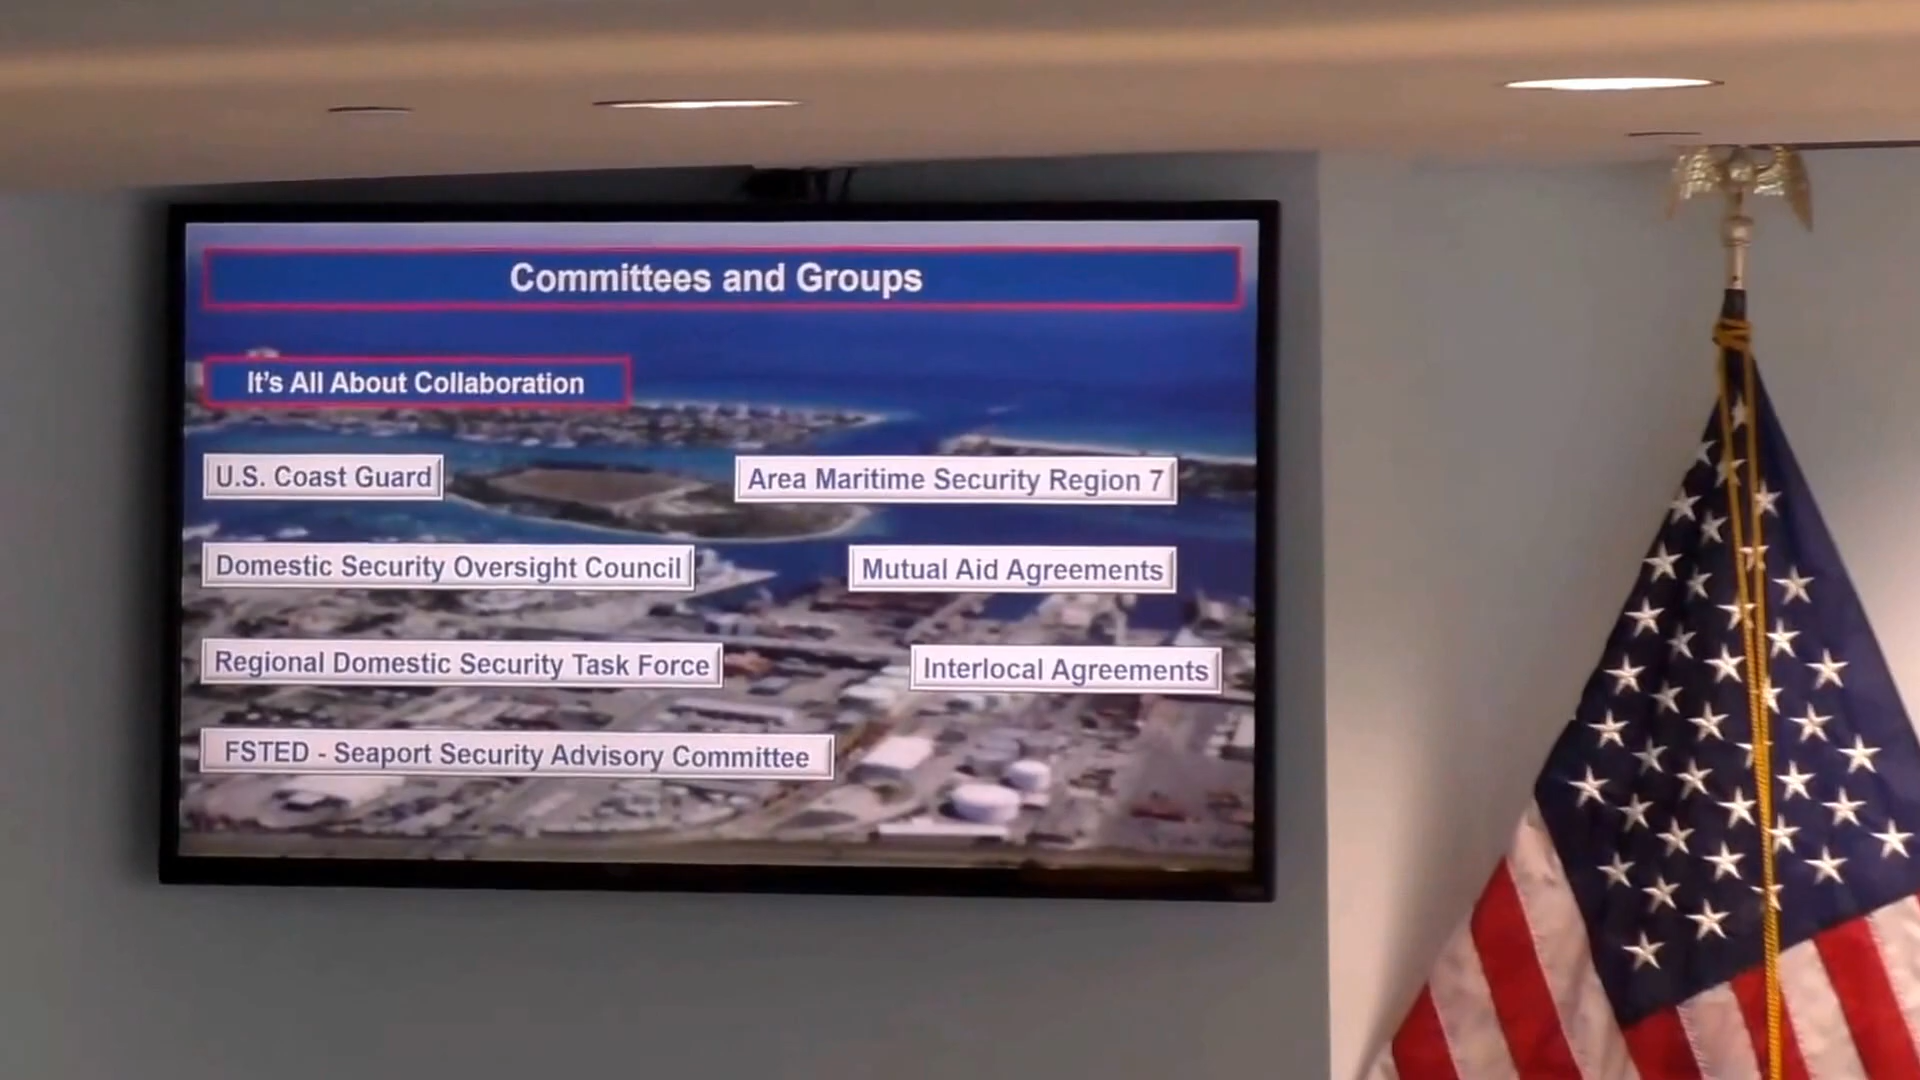 Committees and Groups
It's All About Collaboration
U.S. Coast Guard
Area Maritime Security Region 7
Domestic Security Oversight Council
Mutual Aid Agreements
Regional Domestic Security Task Force
Interlocal Agreements
FSTED - Seaport Security Advisory Committee